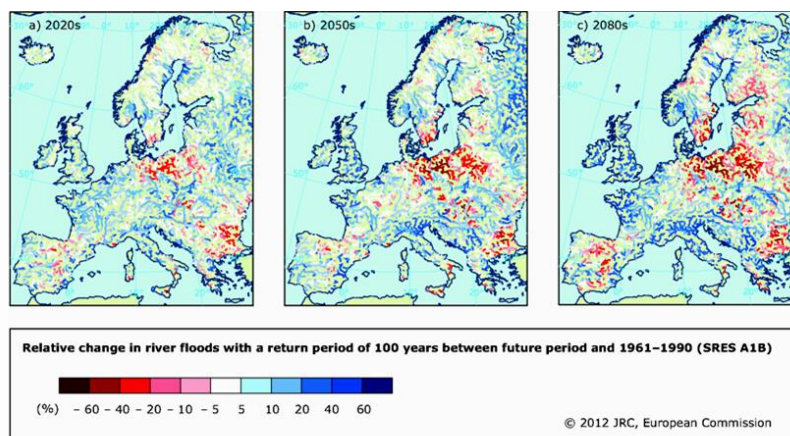 a) 2020s
b) 2050s
c) 2080s
Relative change in river floods with a return period of 100 years between future period and 1961–1990 (SRES A1B)
(%) – 60 – 40 – 20 – 10 – 5 5 10 20 40 60
© 2012 JRC, European Commission